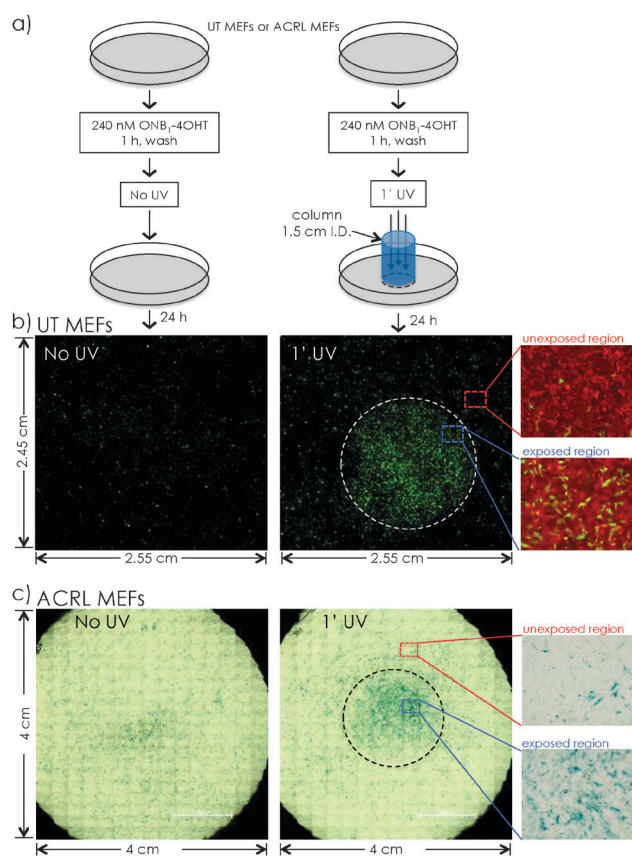 a)
UT MEFs or ACRL MEFs
240 nM ONB₁-4OHT
1 h, wash
240 nM ONB₁-4OHT
1 h, wash
No UV
1' UV
column
1.5 cm I.D.
24 h
24 h
b) UT MEFs
No UV
1' UV
unexposed region
exposed region
2.45 cm
2.55 cm
2.55 cm
c) ACRL MEFs
No UV
1' UV
unexposed region
exposed region
4 cm
4 cm
4 cm